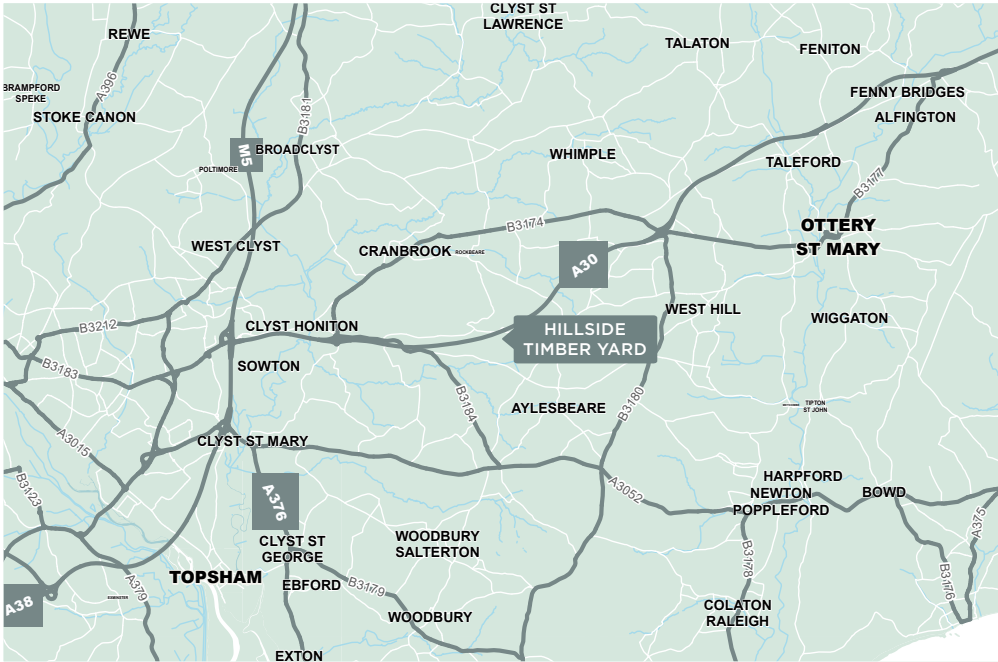 CLYST ST
LAWRENCE
REWE
TALATON
FENITON
A396
BRAMPFORD
SPEKE
FENNY BRIDGES
STOKE CANON
B3181
ALFINGTON
M5
BROADCLYST
WHIMPLE
TALEFORD
POLTIMORE
B3177
B3174
OTTERY
ST MARY
WEST CLYST
CRANBROOK
ROCKBEARE
A30
WEST HILL
WIGGATON
B3212
CLYST HONITON
HILLSIDE
TIMBER YARD
B3183
SOWTON
B3184
AYLESBEARE
B3180
TIPTON
ST JOHN
A3015
CLYST ST MARY
B3123
A376
A3052
HARPFORD
NEWTON
POPPLEFORD
BOWD
A375
CLYST ST
GEORGE
WOODBURY
SALTERTON
B3178
B3176
TOPSHAM
EBFORD
B3179
A38
A379
EXMINSTER
WOODBURY
COLATON
RALEIGH
EXTON